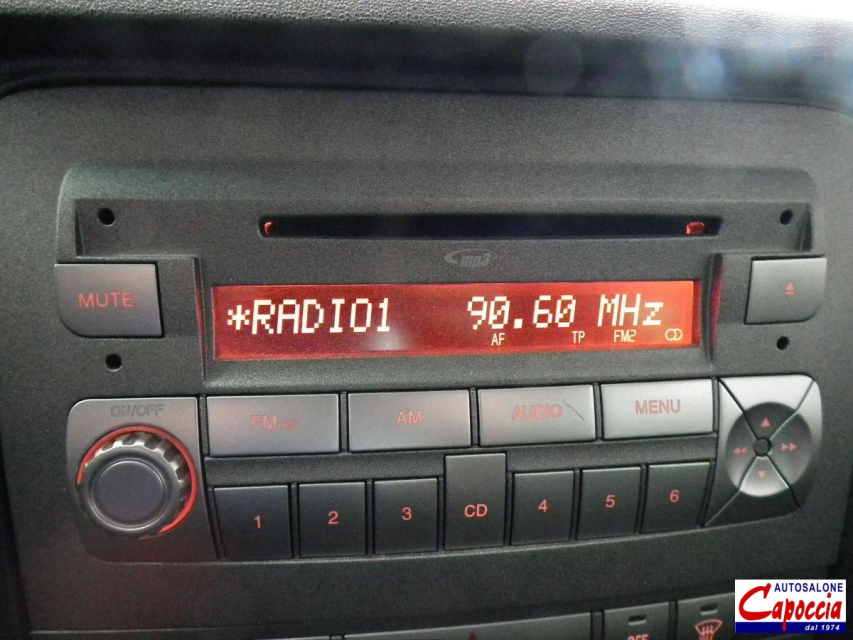 mp3
MUTE
*RADIO1 90.60 MHz
AF TP FM2
ON/OFF
AM AUDIO MENU
1 2 3 CD 4 5 6
OFF
AUTOSALONE
Capoccia
dal 1974